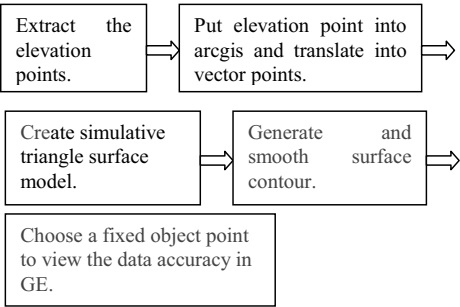 Extract the
elevation
points.
Put elevation point into
arcgis and translate into
vector points.
Create simulative
triangle surface
model.
Generate and
smooth surface
contour.
Choose a fixed object point
to view the data accuracy in
GE.